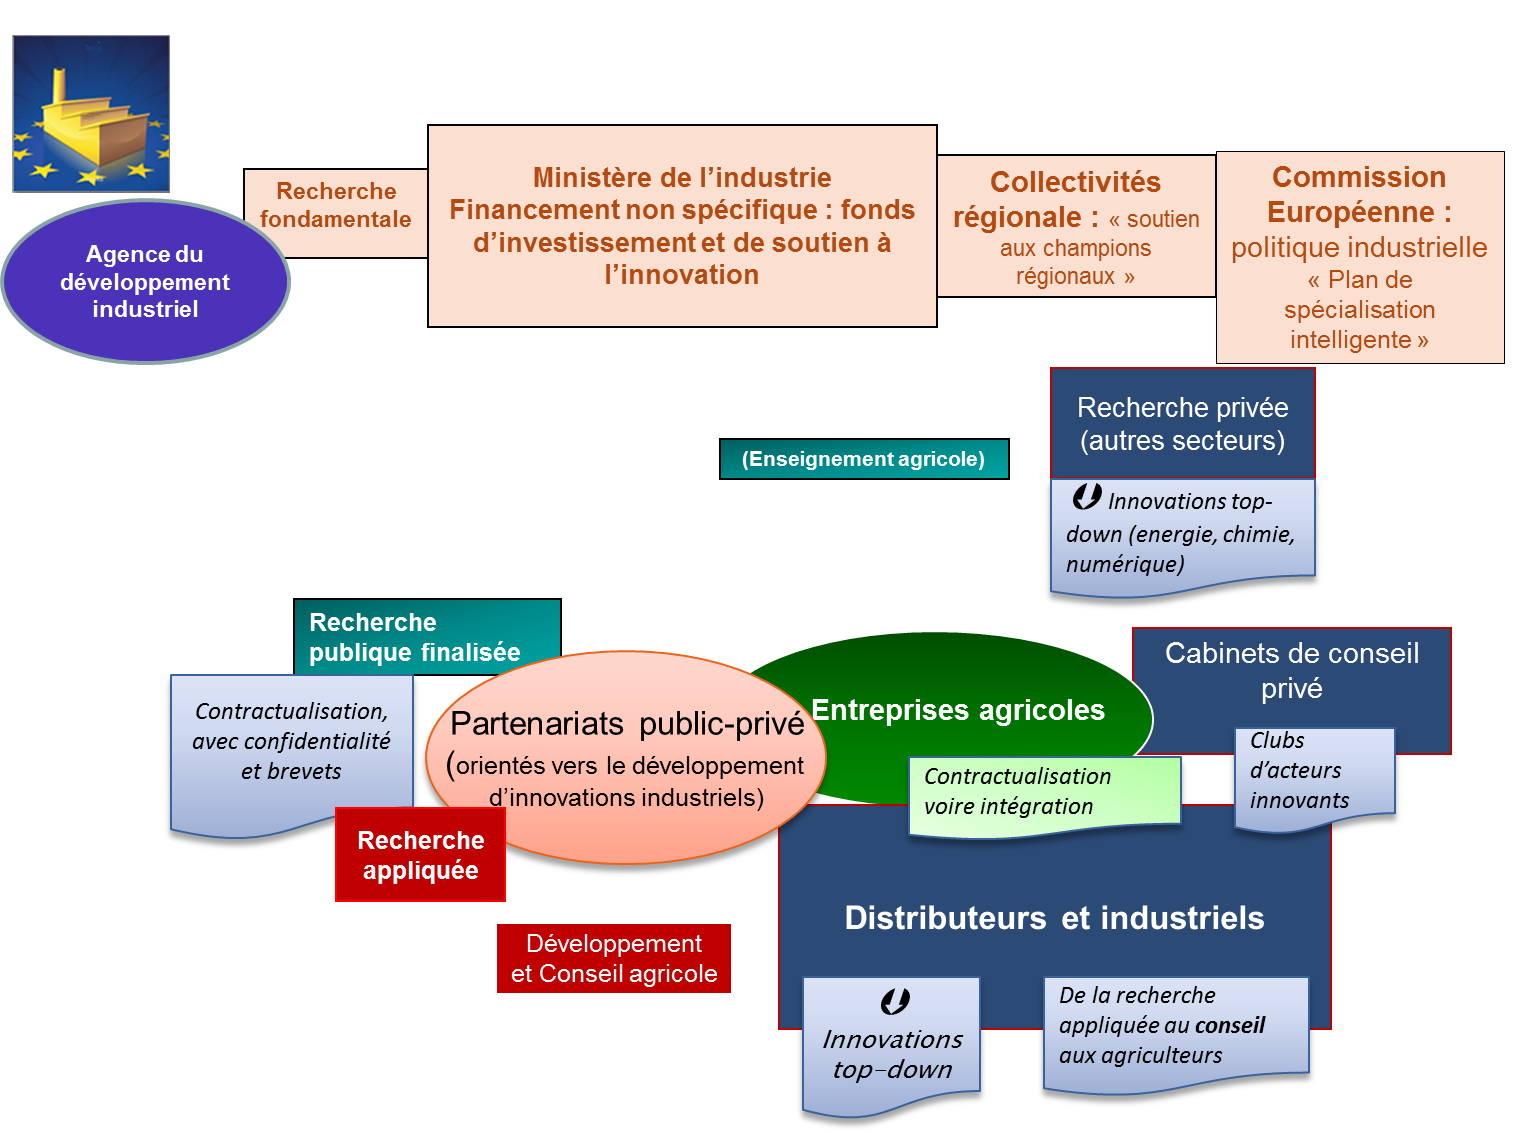 Agence du
développement
industriel
Recherche
fondamentale
Ministère de l’industrie
Financement non spécifique : fonds
d’investissement et de soutien à
l’innovation
Collectivités
régionale : « soutien
aux champions
régionaux »
Commission
Européenne :
politique industrielle
« Plan de
spécialisation
intelligente »
Recherche privée
(autres secteurs)
(Enseignement agricole)
Innovations top-
down (energie, chimie,
numérique)
Recherche
publique finalisée
Contractualisation,
avec confidentialité
et brevets
Partenariats public-privé
(orientés vers le développement
d’innovations industriels)
Entreprises agricoles
Cabinets de conseil
privé
Clubs
d’acteurs
innovants
Contractualisation
voire intégration
Recherche
appliquée
Développement
et Conseil agricole
Distributeurs et industriels
Innovations
top-down
De la recherche
appliquée au conseil
aux agriculteurs